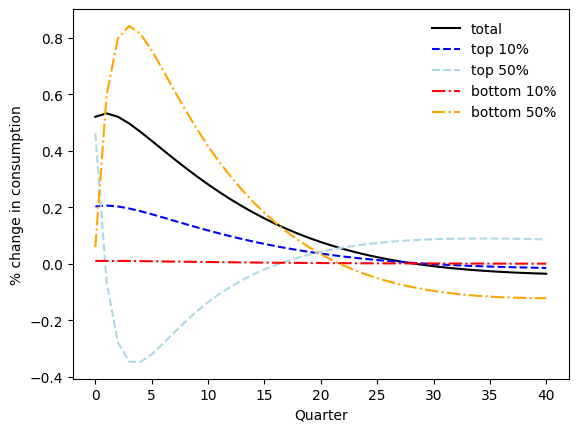 total
top 10%
top 50%
bottom 10%
bottom 50%
% change in consumption
0.8
0.6
0.4
0.2
0.0
−0.2
−0.4
0 5 10 15 20 25 30 35 40
Quarter